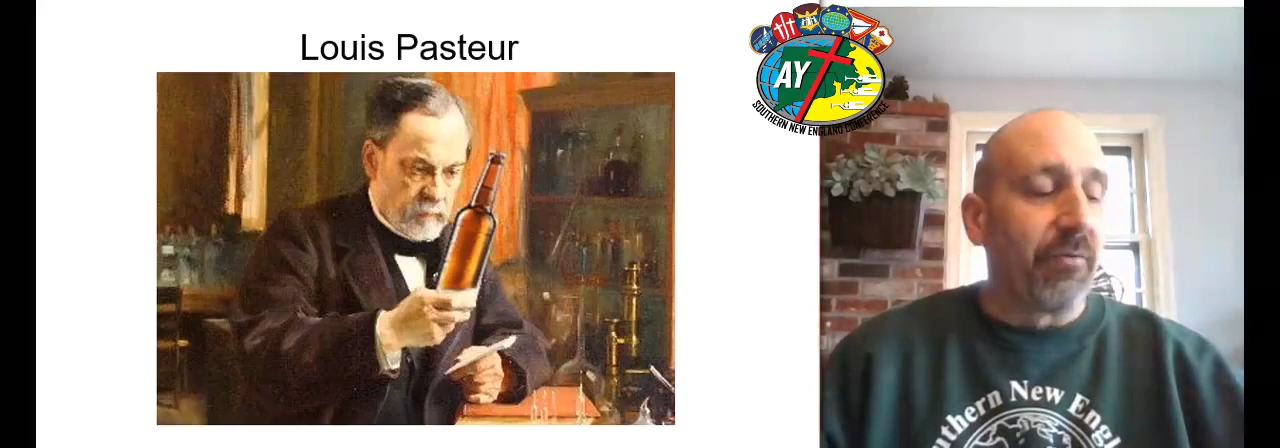 Louis Pasteur
AY
SOUTHERN NEW ENGLAND CONFERENCE
Southern New Engl